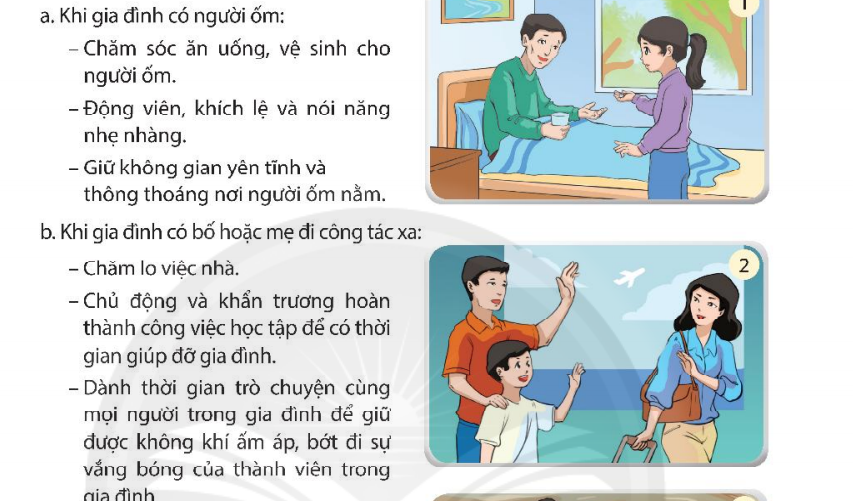 a. Khi gia đình có người ốm:
– Chăm sóc ăn uống, vệ sinh cho
người ốm.
– Động viên, khích lệ và nói năng
nhẹ nhàng.
– Giữ không gian yên tĩnh và
thông thoáng nơi người ốm nằm.
1
b. Khi gia đình có bố hoặc mẹ đi công tác xa:
– Chăm lo việc nhà.
– Chủ động và khẩn trương hoàn
thành công việc học tập để có thời
gian giúp đỡ gia đình.
– Dành thời gian trò chuyện cùng
mọi người trong gia đình để giữ
được không khí ấm áp, bớt đi sự
vắng bóng của thành viên trong
gia đình.
2